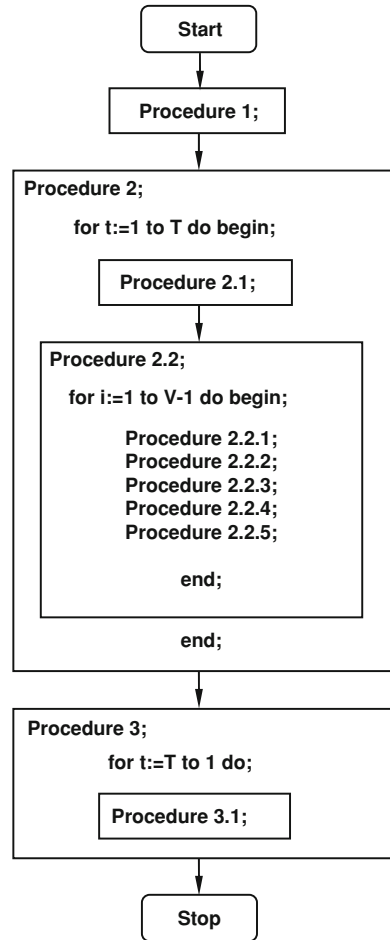 Start
Procedure 1;
Procedure 2;
for t:=1 to T do begin;
Procedure 2.1;
Procedure 2.2;
for i:=1 to V-1 do begin;
Procedure 2.2.1;
Procedure 2.2.2;
Procedure 2.2.3;
Procedure 2.2.4;
Procedure 2.2.5;
end;
end;
Procedure 3;
for t:=T to 1 do;
Procedure 3.1;
Stop